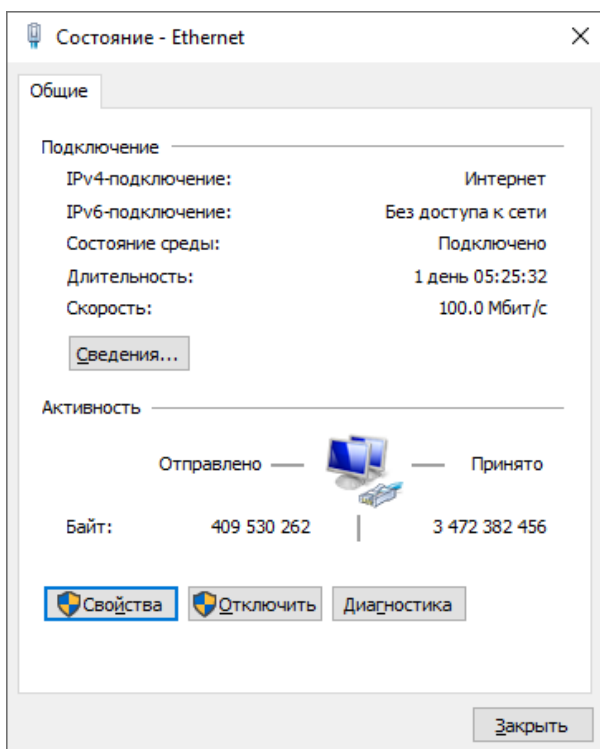 Состояние - Ethernet
Общие
Подключение
IPv4-подключение: Интернет
IPv6-подключение: Без доступа к сети
Состояние среды: Подключено
Длительность: 1 день 05:25:32
Скорость: 100.0 Мбит/с
Сведения...
Активность
Отправлено — — Принято
Байт: 409 530 262 | 3 472 382 456
Свойства Отключить Диагностика
Закрыть